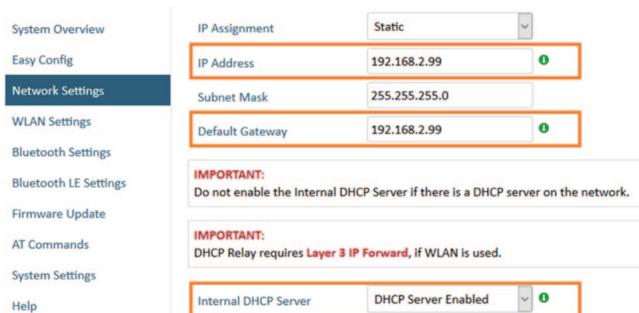 System Overview
Easy Config
Network Settings
WLAN Settings
Bluetooth Settings
Bluetooth LE Settings
Firmware Update
AT Commands
System Settings
Help
IP Assignment Static
IP Address 192.168.2.99
Subnet Mask 255.255.255.0
Default Gateway 192.168.2.99
IMPORTANT:
Do not enable the Internal DHCP Server if there is a DHCP server on the network.
IMPORTANT:
DHCP Relay requires Layer 3 IP Forward, if WLAN is used.
Internal DHCP Server DHCP Server Enabled